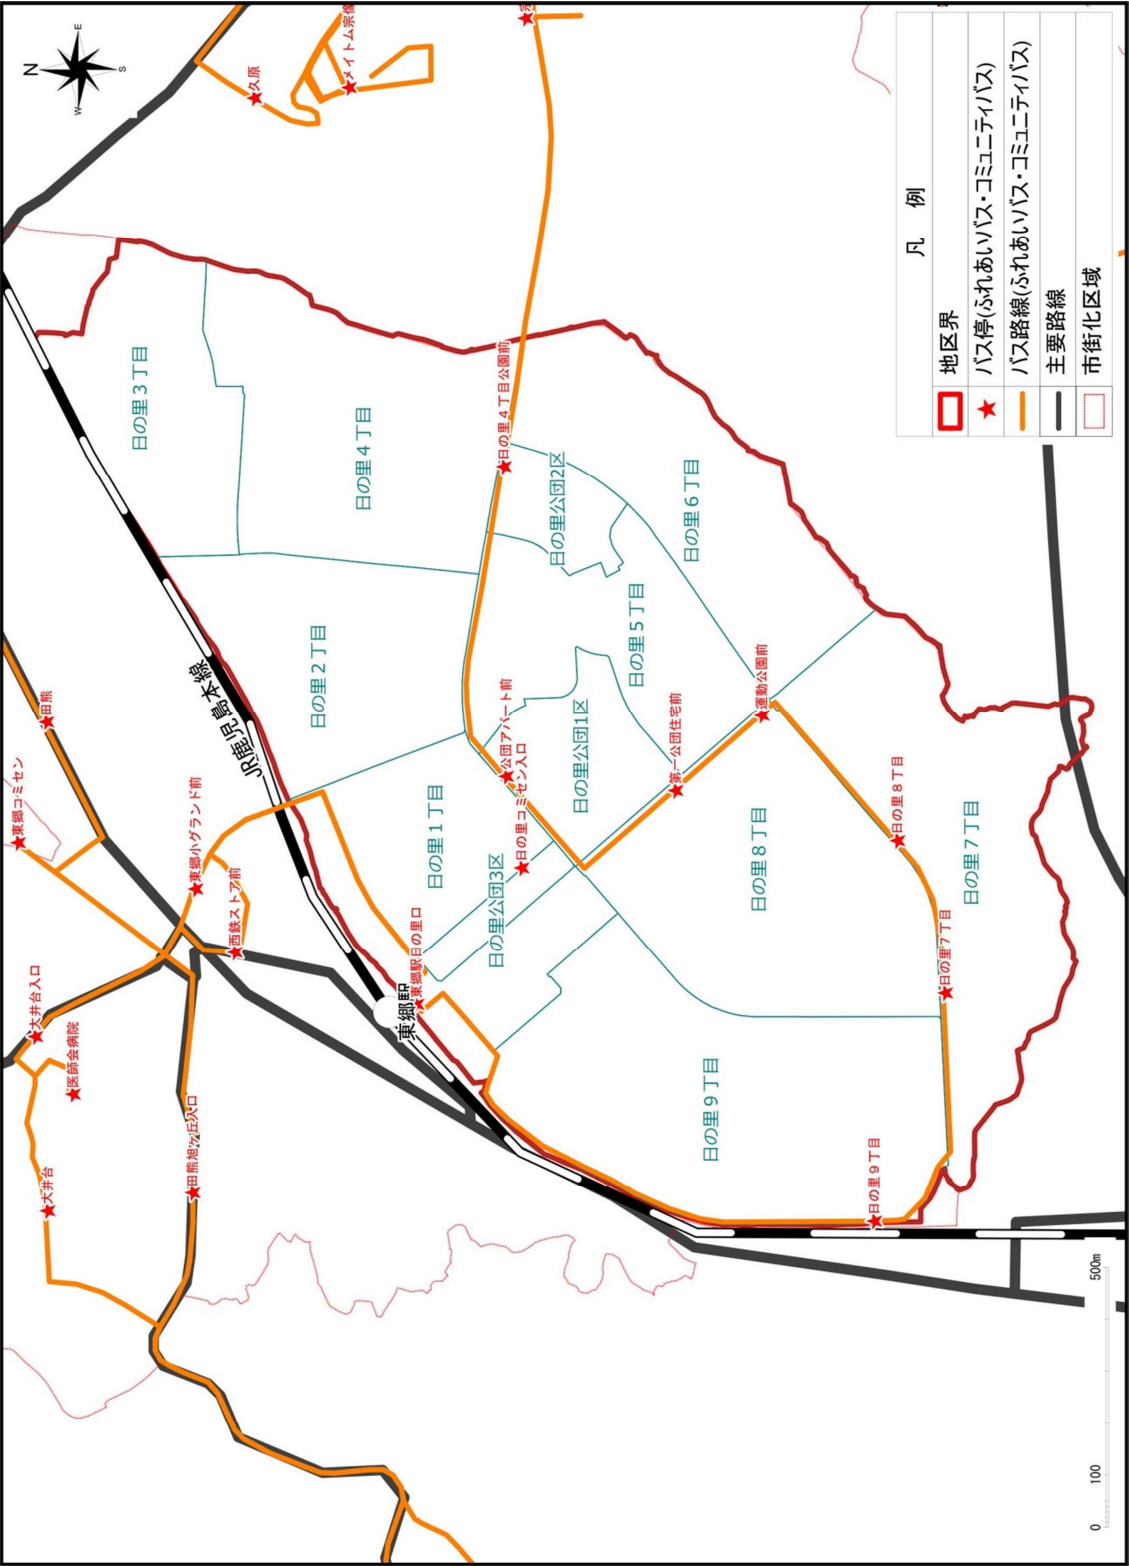 N
E
S
W
久原
メイトム宗像
宗
凡 例
地区界
バス停(ふれあいバス・コミュニティバス)
バス路線(ふれあいバス・コミュニティバス)
主要路線
市街化区域
日の里3丁目
日の里4丁目
日の里4丁目公園前
日の里公団2区
日の里6丁目
日の里2丁目
日の里5丁目
JR鹿児島本線
田熊
東郷コミセン
東郷小グランド前
西鉄ストア前
公団アパート前
日の里コミセン入口
日の里公団1区
第一公団住宅前
運動公園前
日の里1丁目
日の里公団3区
日の里8丁目
日の里8丁目
日の里7丁目
日の里7丁目
東郷駅日の里口
東郷駅
大井台入口
医師会病院
大井台
田熊旭ヶ丘入口
日の里9丁目
日の里9丁目
0
100
500m